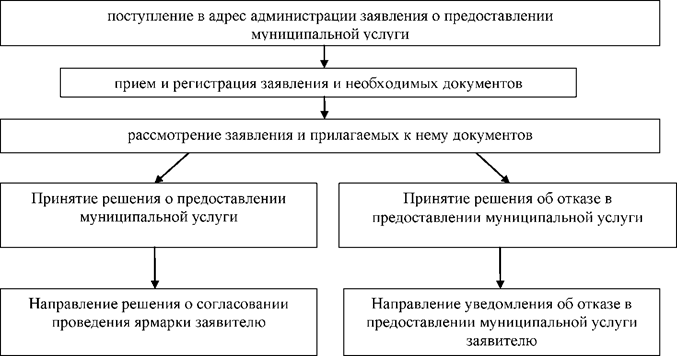 поступление в адрес администрации заявления о предоставлении
муниципальной услуги
прием и регистрация заявления и необходимых документов
рассмотрение заявления и прилагаемых к нему документов
Принятие решения о предоставлении
муниципальной услуги
Принятие решения об отказе в
предоставлении муниципальной услуги
Направление решения о согласовании
проведения ярмарки заявителю
Направление уведомления об отказе в
предоставлении муниципальной услуги
заявителю